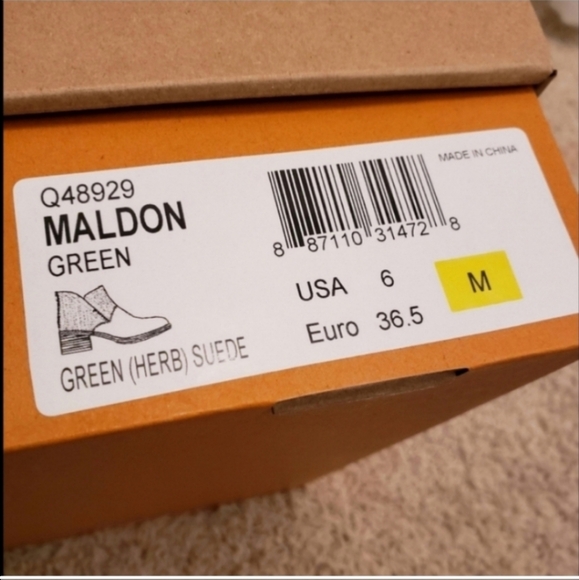 Q48929
MALDON
GREEN
GREEN (HERB) SUEDE
MADE IN CHINA
8 87110 31472 8
USA 6
M
Euro 36.5